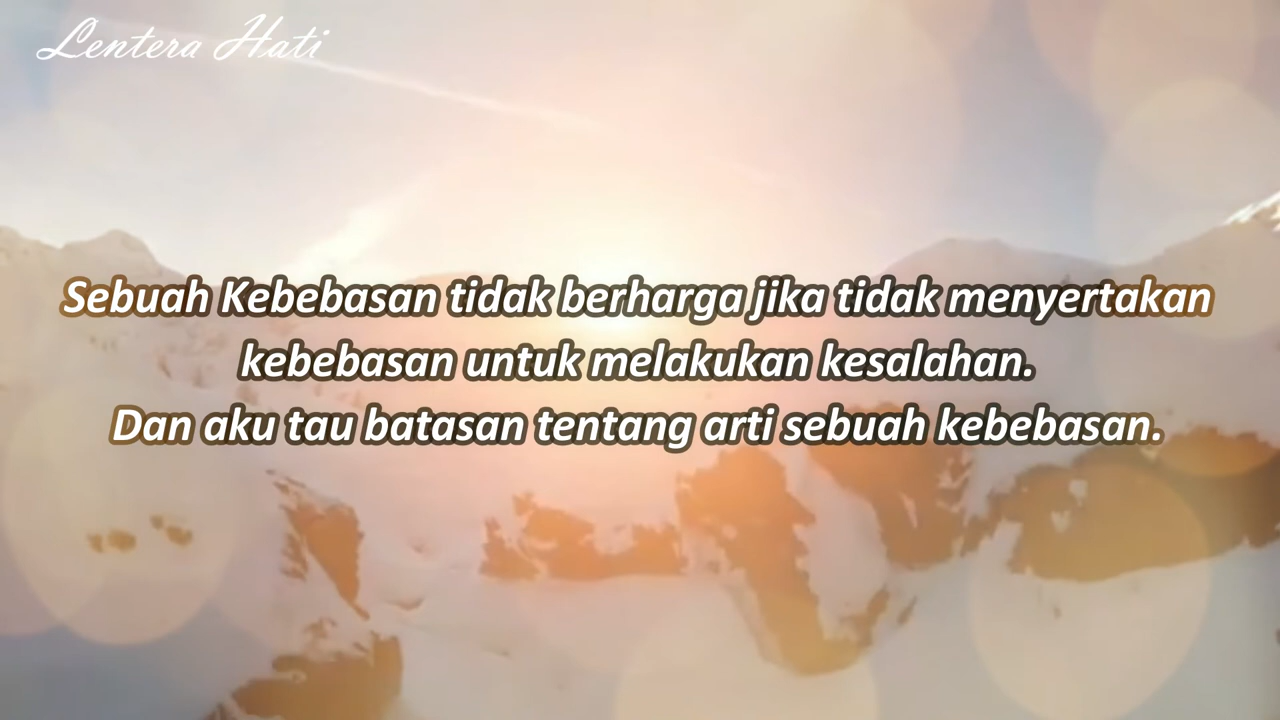 Lentera Hati
Sebuah Kebebasan tidak berharga jika tidak menyertakan
kebebasan untuk melakukan kesalahan.
Dan aku tau batasan tentang arti sebuah kebebasan.